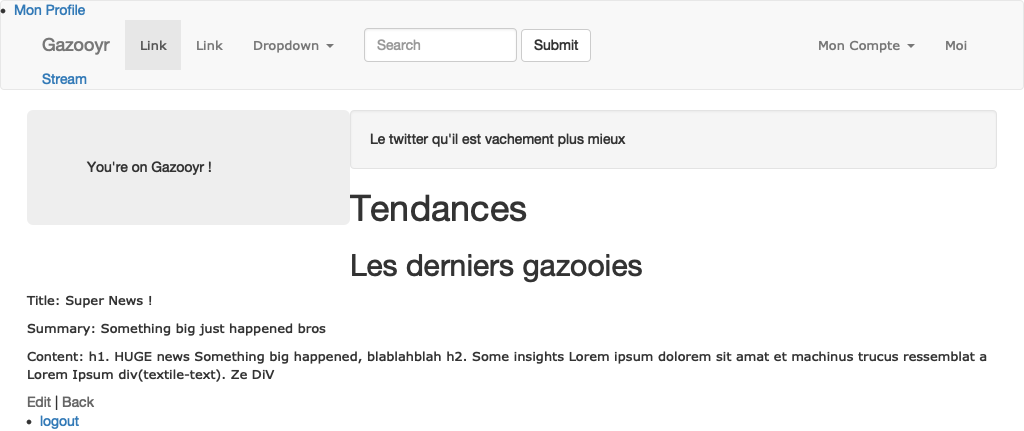 Mon Profile
Gazooyr Link Link Dropdown Search Submit Mon Compte Moi
Stream
You're on Gazooyr !
Le twitter qu'il est vachement plus mieux
Tendances
Les derniers gazooies
Title: Super News !
Summary: Something big just happened bros
Content: h1. HUGE news Something big happened, blablahblah h2. Some insights Lorem ipsum dolorem sit amat et machinus trucus ressemblat a
Lorem Ipsum div(textile-text). Ze DiV
Edit | Back
logout